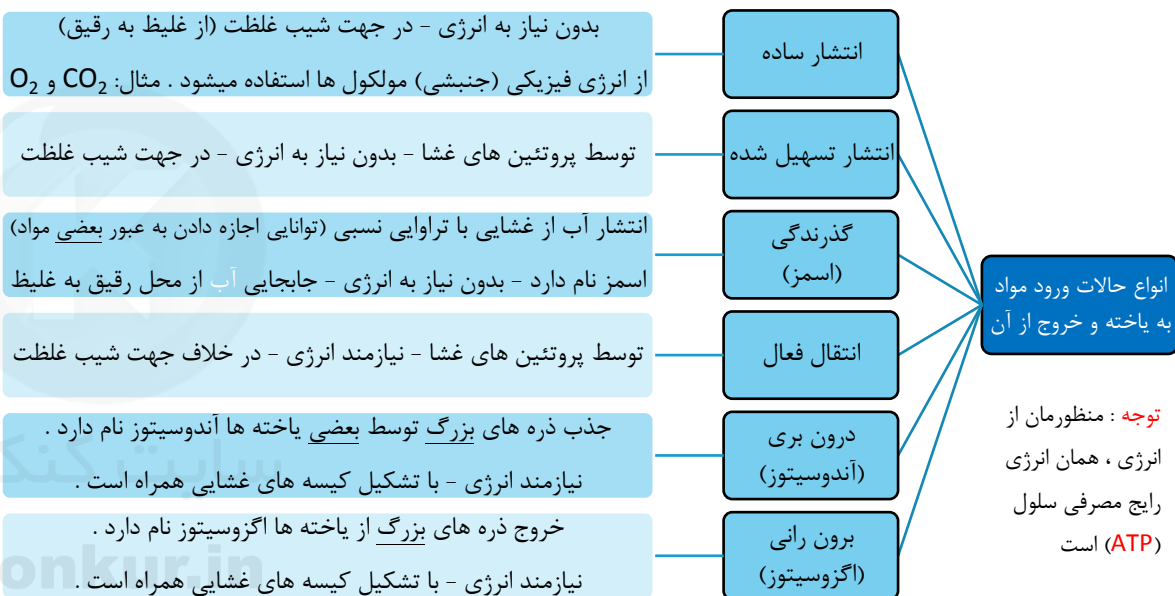 انواع حالات ورود مواد
به یاخته و خروج از آن
توجه : منظورمان از
انرژی ، همان انرژی
رایج مصرفی سلول
(ATP) است
انتشار ساده
بدون نیاز به انرژی - در جهت شیب غلظت (از غلیظ به رقیق)
از انرژی فیزیکی (جنبشی) مولکول ها استفاده میشود . مثال: CO₂ و O₂
انتشار تسهیل شده
توسط پروتئین های غشا - بدون نیاز به انرژی - در جهت شیب غلظت
گذرندگی
(اسمز)
انتشار آب از غشایی با تراوایی نسبی (توانایی اجازه دادن به عبور بعضی مواد)
اسمز نام دارد - بدون نیاز به انرژی - جابجایی آب از محل رقیق به غلیظ
انتقال فعال
توسط پروتئین های غشا - نیازمند انرژی - در خلاف جهت شیب غلظت
درون بری
(آندوسیتوز)
جذب ذره های بزرگ توسط بعضی یاخته ها آندوسیتوز نام دارد .
نیازمند انرژی - با تشکیل کیسه های غشایی همراه است .
برون رانی
(اگزوسیتوز)
خروج ذره های بزرگ از یاخته ها اگزوسیتوز نام دارد .
نیازمند انرژی - با تشکیل کیسه های غشایی همراه است .
onkur.in